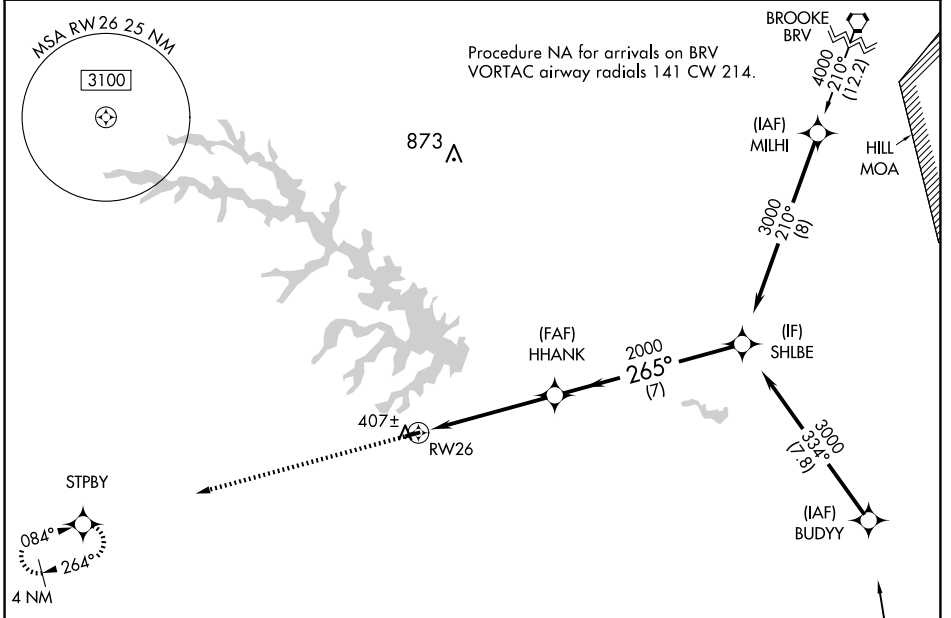 MSA RW26 25 NM
3100
Procedure NA for arrivals on BRV
VORTAC airway radials 141 CW 214.
BROOKE
BRV
4000
210°
(12.2)
873
(IAF)
MILHI
HILL
MOA
3000
210°
(8)
(FAF)
HHANK
2000
265°
(7)
(IF)
SHLBE
407±
RW26
3000
334°
(7.8)
STPBY
084°
264°
4 NM
(IAF)
BUDYY